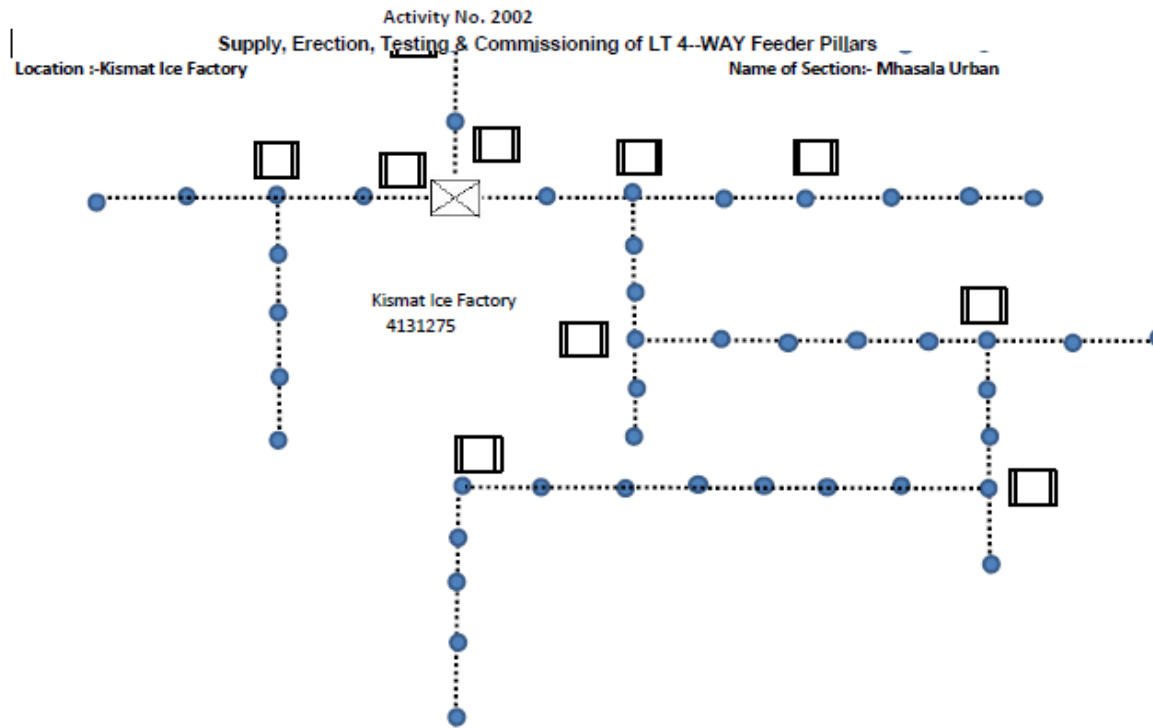 Activity No. 2002
Supply, Erection, Testing & Commissioning of LT 4--WAY Feeder Pillars
Location :-Kismat Ice Factory
Name of Section:- Mhasala Urban
Kismat Ice Factory
4131275